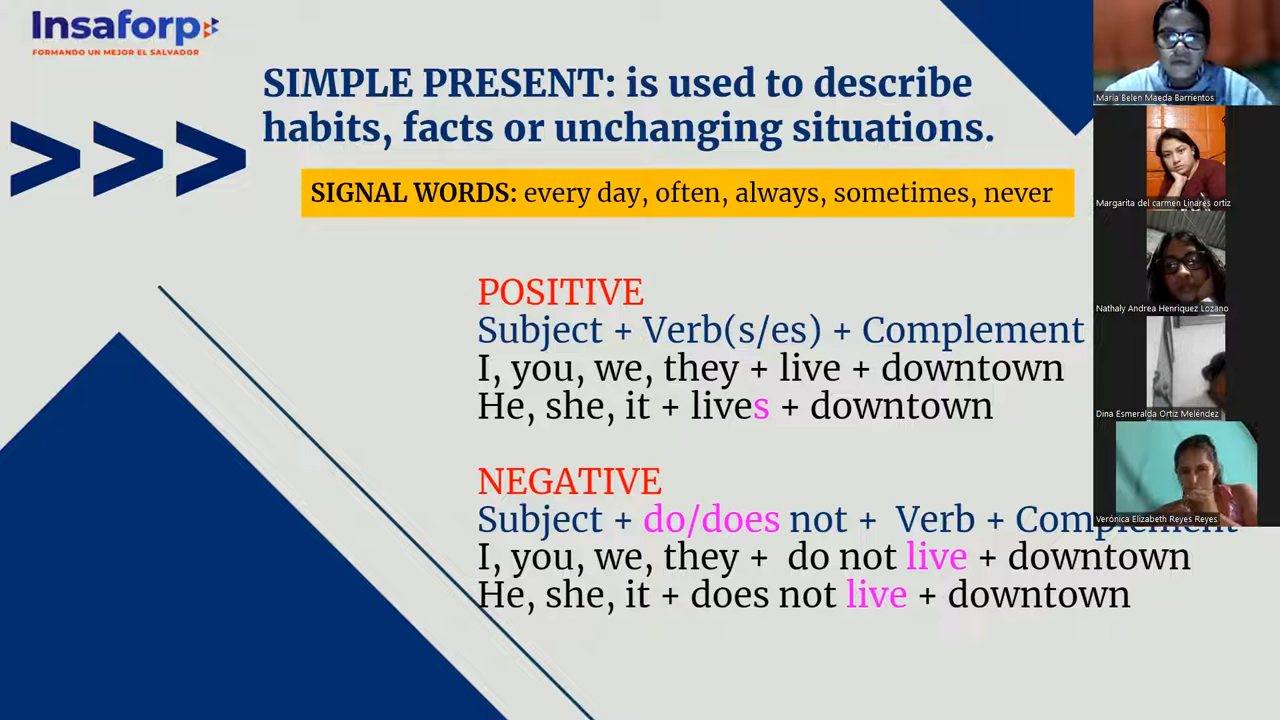 Insaforp
FORMANDO UN MEJOR EL SALVADOR
SIMPLE PRESENT: is used to describe
habits, facts or unchanging situations.
>>>
SIGNAL WORDS: every day, often, always, sometimes, never
POSITIVE
Subject + Verb(s/es) + Complement
I, you, we, they + live + downtown
He, she, it + lives + downtown
NEGATIVE
Subject + do/does not + Verb + Complement
I, you, we, they + do not live + downtown
He, she, it + does not live + downtown
Maria Belen Maeda Barrientos
Margarita del carmen Linares ortiz
Nathaly Andrea Henriquez Lozano
Dina Esmeralda Ortiz Meléndez
Verónica Elizabeth Reyes Reyes